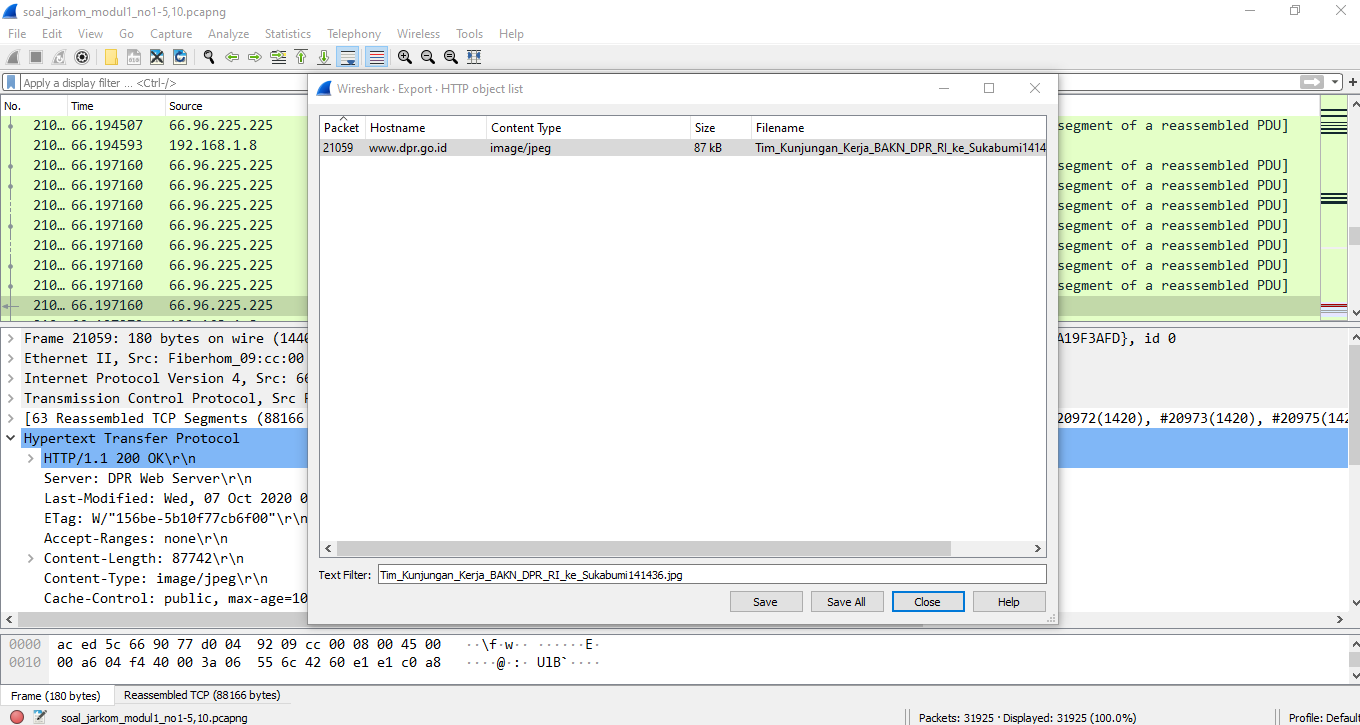 soal_jarkom_modul1_no1-5,10.pcapng
File Edit View Go Capture Analyze Statistics Telephony Wireless Tools Help
Apply a display filter ... <Ctrl-/>
No. Time Source
210... 66.194507 66.96.225.225 segment of a reassembled PDU]
210... 66.194593 192.168.1.8
210... 66.197160 66.96.225.225 segment of a reassembled PDU]
210... 66.197160 66.96.225.225 segment of a reassembled PDU]
210... 66.197160 66.96.225.225 segment of a reassembled PDU]
210... 66.197160 66.96.225.225 segment of a reassembled PDU]
210... 66.197160 66.96.225.225 segment of a reassembled PDU]
210... 66.197160 66.96.225.225 segment of a reassembled PDU]
210... 66.197160 66.96.225.225 segment of a reassembled PDU]
210... 66.197160 66.96.225.225
Wireshark · Export · HTTP object list
Packet Hostname Content Type Size Filename
21059 www.dpr.go.id image/jpeg 87 kB Tim_Kunjungan_Kerja_BAKN_DPR_RI_ke_Sukabumi1414
Text Filter: Tim_Kunjungan_Kerja_BAKN_DPR_RI_ke_Sukabumi141436.jpg
Save Save All Close Help
Frame 21059: 180 bytes on wire (1440 A19F3AFD}, id 0
Ethernet II, Src: Fiberhom_09:cc:00
Internet Protocol Version 4, Src: 66
Transmission Control Protocol, Src P
[63 Reassembled TCP Segments (88166 20972(1420), #20973(1420), #20975(142
Hypertext Transfer Protocol
HTTP/1.1 200 OK\r\n
Server: DPR Web Server\r\n
Last-Modified: Wed, 07 Oct 2020 0
ETag: W/"156be-5b10f77cb6f00"\r\n
Accept-Ranges: none\r\n
Content-Length: 87742\r\n
Content-Type: image/jpeg\r\n
Cache-Control: public, max-age=10
0000 ac ed 5c 66 90 77 d0 04 92 09 cc 00 08 00 45 00 ··\f·w·· ······E·
0010 00 a6 04 f4 40 00 3a 06 55 6c 42 60 e1 e1 c0 a8 ····@·:· UlB`····
Frame (180 bytes) Reassembled TCP (88166 bytes)
soal_jarkom_modul1_no1-5,10.pcapng Packets: 31925 · Displayed: 31925 (100.0%) Profile: Default